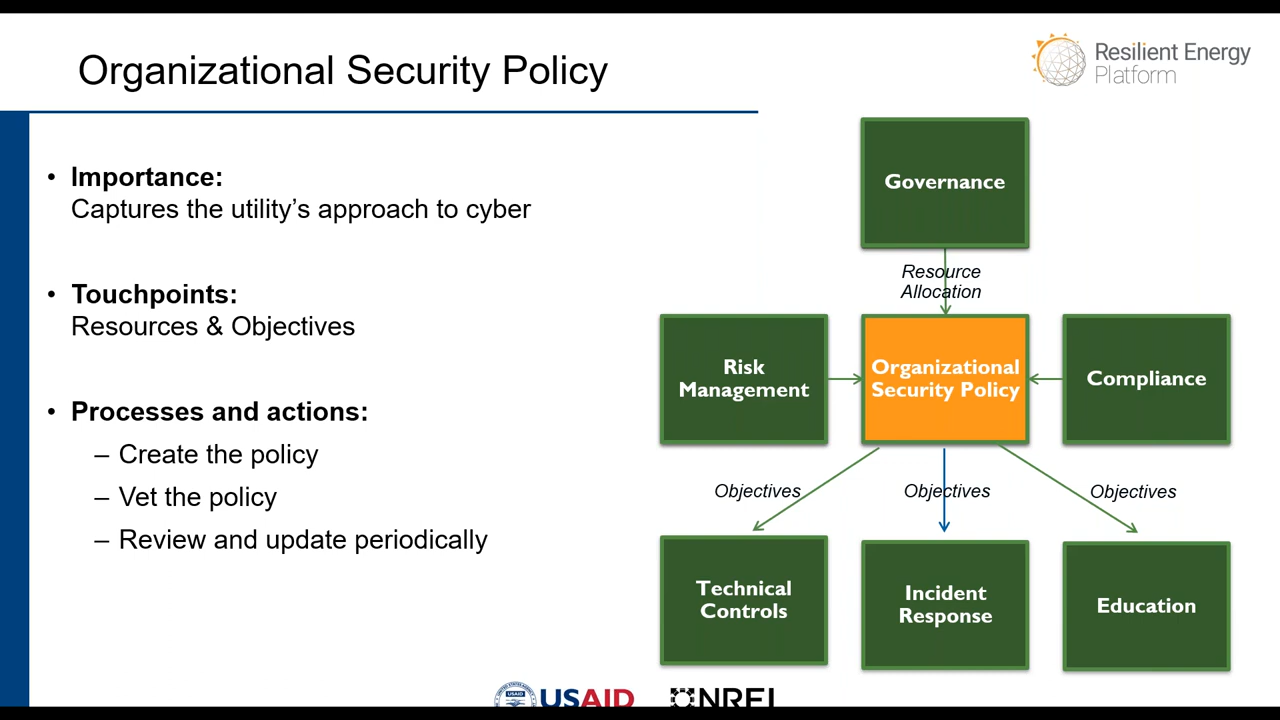 Organizational Security Policy
Resilient Energy
Platform
• Importance:
Captures the utility's approach to cyber
• Touchpoints:
Resources & Objectives
• Processes and actions:
– Create the policy
– Vet the policy
– Review and update periodically
Governance
Resource
Allocation
Risk
Management
Organizational
Security Policy
Compliance
Objectives
Objectives
Objectives
Technical
Controls
Incident
Response
Education
USAID
NREL